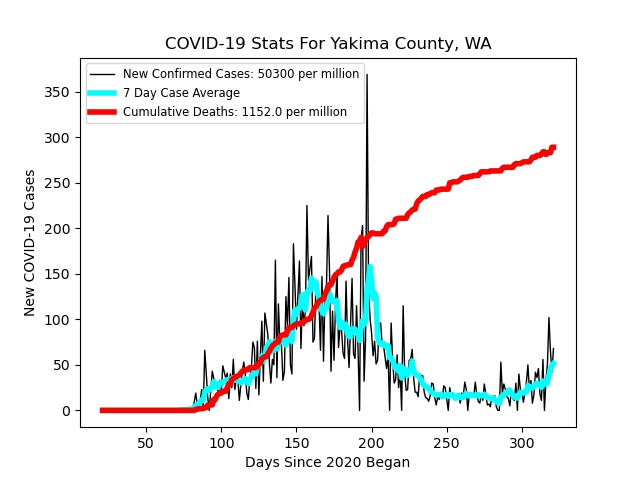 COVID-19 Stats For Yakima County, WA
New Confirmed Cases: 50300 per million
7 Day Case Average
Cumulative Deaths: 1152.0 per million
New COVID-19 Cases
350
300
250
200
150
100
50
0
50 100 150 200 250 300
Days Since 2020 Began